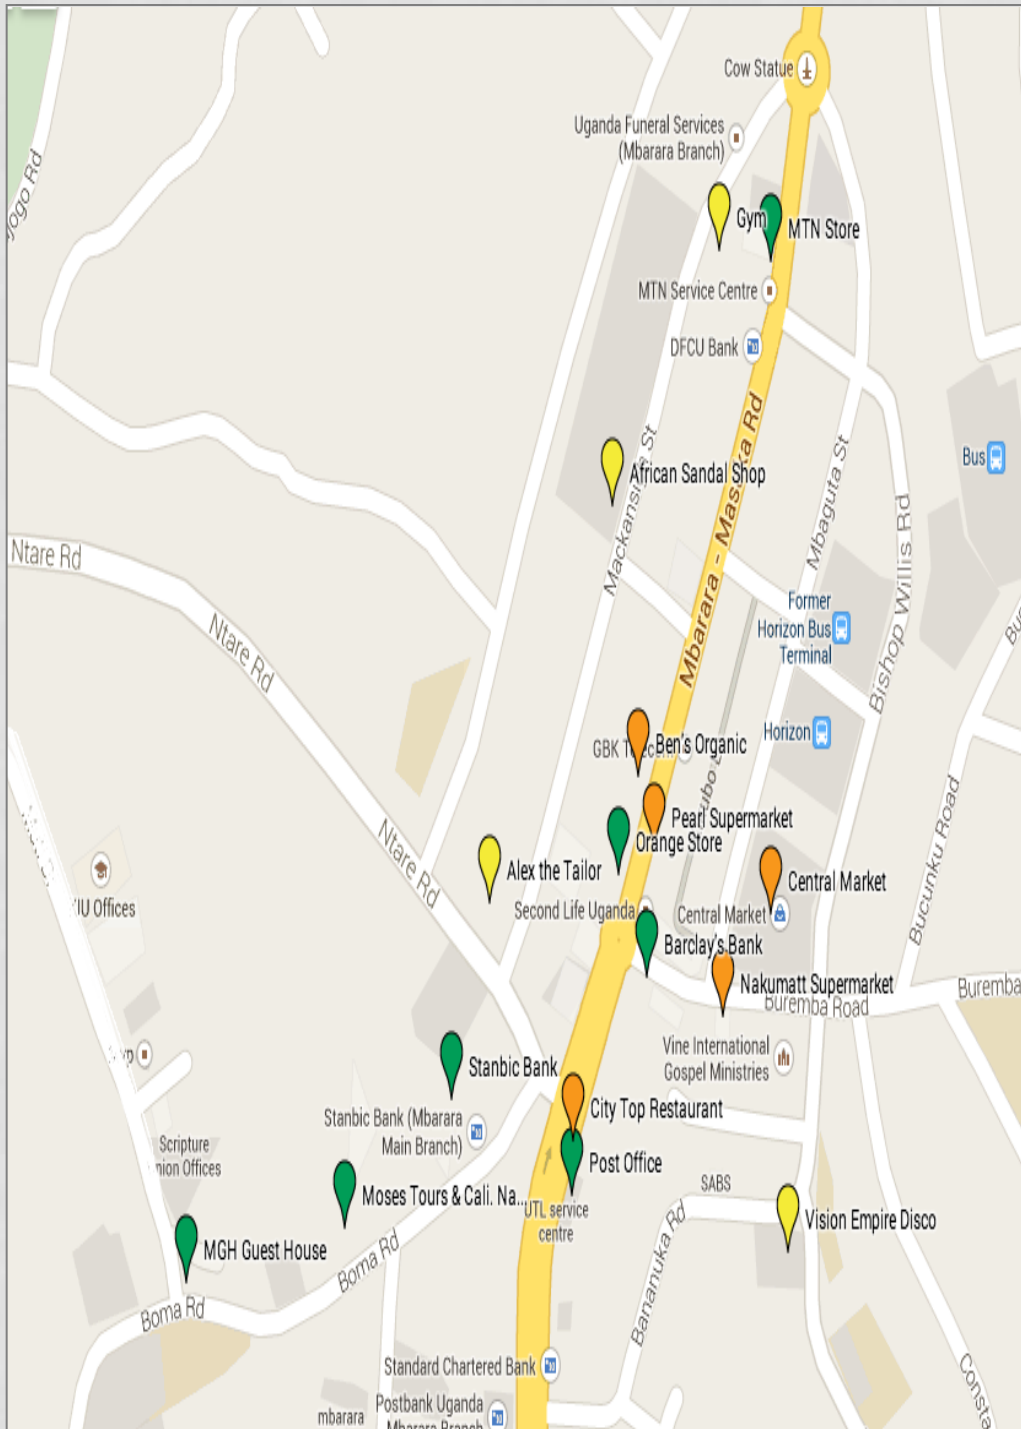 Cow Statue
Uganda Funeral Services
(Mbarara Branch)
Gym
MTN Store
MTN Service Centre
DFCU Bank
African Sandal Shop
Bus
Mackansingh St
Mbarara - Masaka Rd
Mbaguta St
Bishop Willis Rd
Ntare Rd
Ntare Rd
Former
Horizon Bus
Terminal
Horizon
Ben's Organic
Pearl Supermarket
Orange Store
Ntare Rd
Alex the Tailor
Central Market
Second Life Uganda
Central Market
Bucunku Road
Barclay's Bank
Nakumatt Supermarket
Buremba Road
Buremba
Offices
Vine International
Gospel Ministries
Stanbic Bank
Stanbic Bank (Mbarara
Main Branch)
City Top Restaurant
Post Office
Scripture
nion Offices
Moses Tours & Cali. Na...
UTL service
centre
SABS
Vision Empire Disco
MGH Guest House
Boma Rd
Boma Rd
Bananuka Rd
Standard Chartered Bank
Postbank Uganda
Mbarara Branch
mbarara
Consta